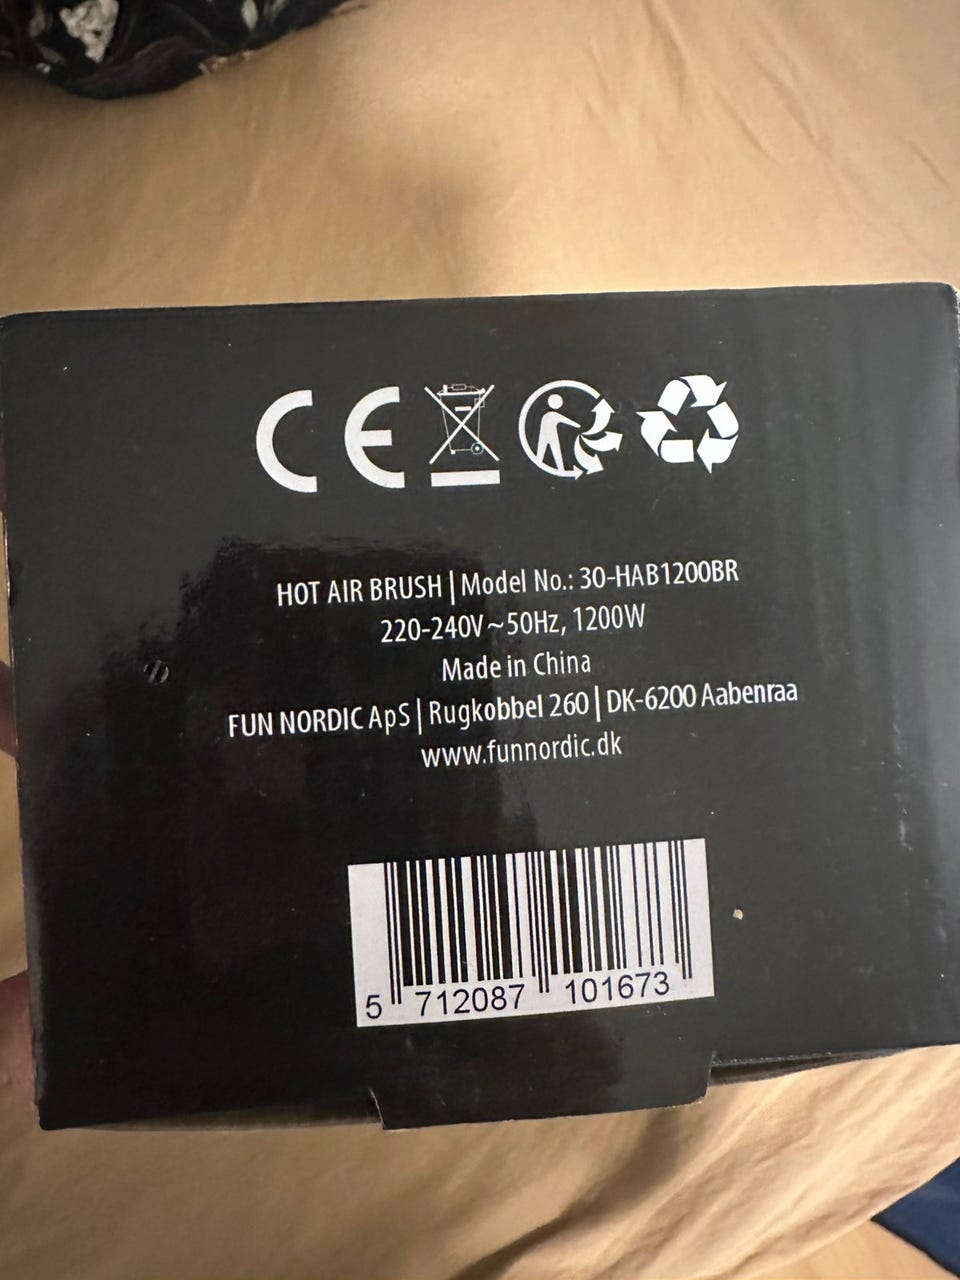 CE
HOT AIR BRUSH | Model No.: 30-HAB1200BR
220-240V~50Hz, 1200W
Made in China
FUN NORDIC ApS | Rugkobbel 260 | DK-6200 Aabenraa
www.funnordic.dk
5 712087 101673